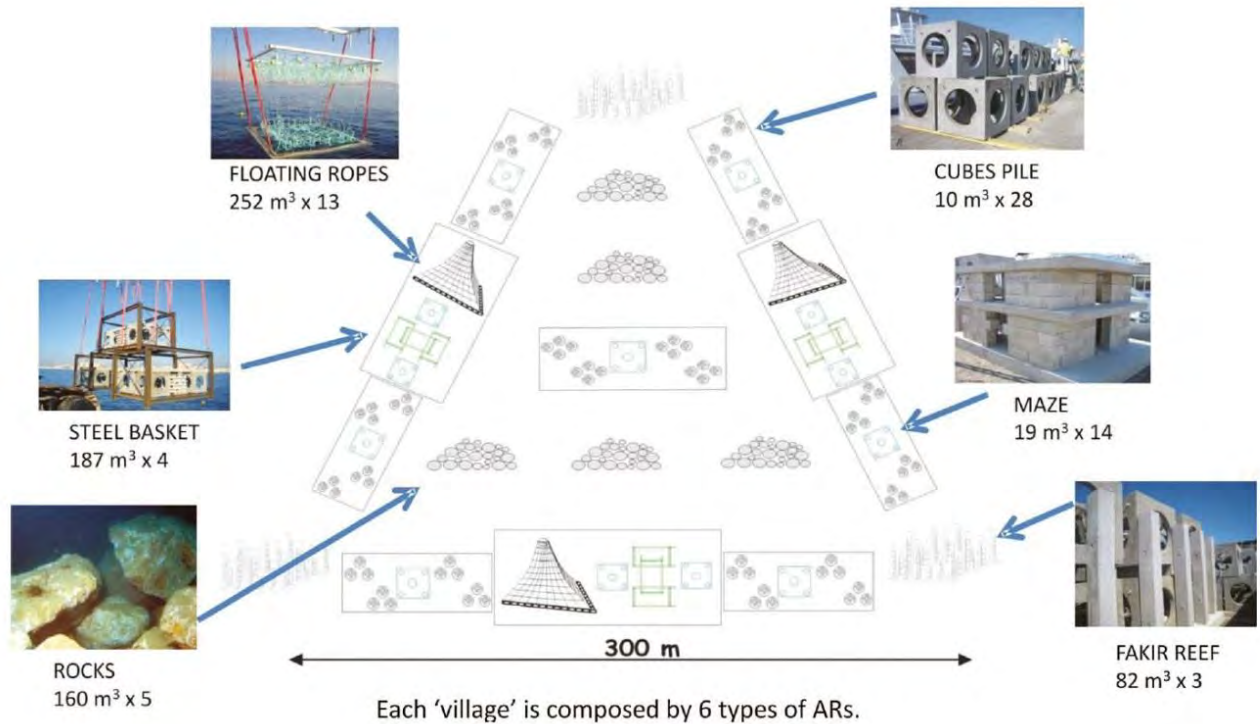 FLOATING ROPES
252 m³ x 13
CUBES PILE
10 m³ x 28
STEEL BASKET
187 m³ x 4
MAZE
19 m³ x 14
ROCKS
160 m³ x 5
FAKIR REEF
82 m³ x 3
300 m
Each ‘village’ is composed by 6 types of ARs.